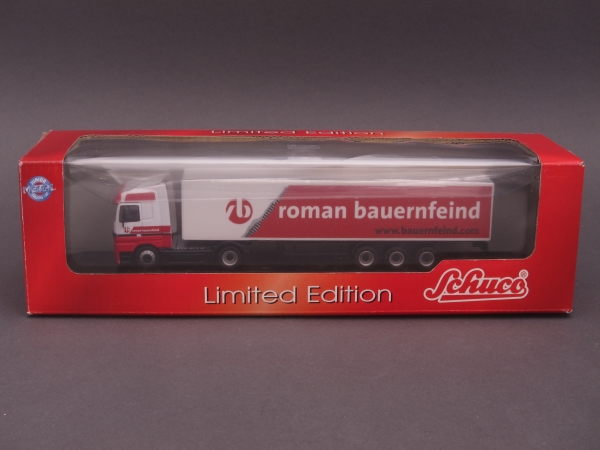 Limited Edition
roman bauernfeind
www.bauernfeind.com
Limited Edition
Schuco